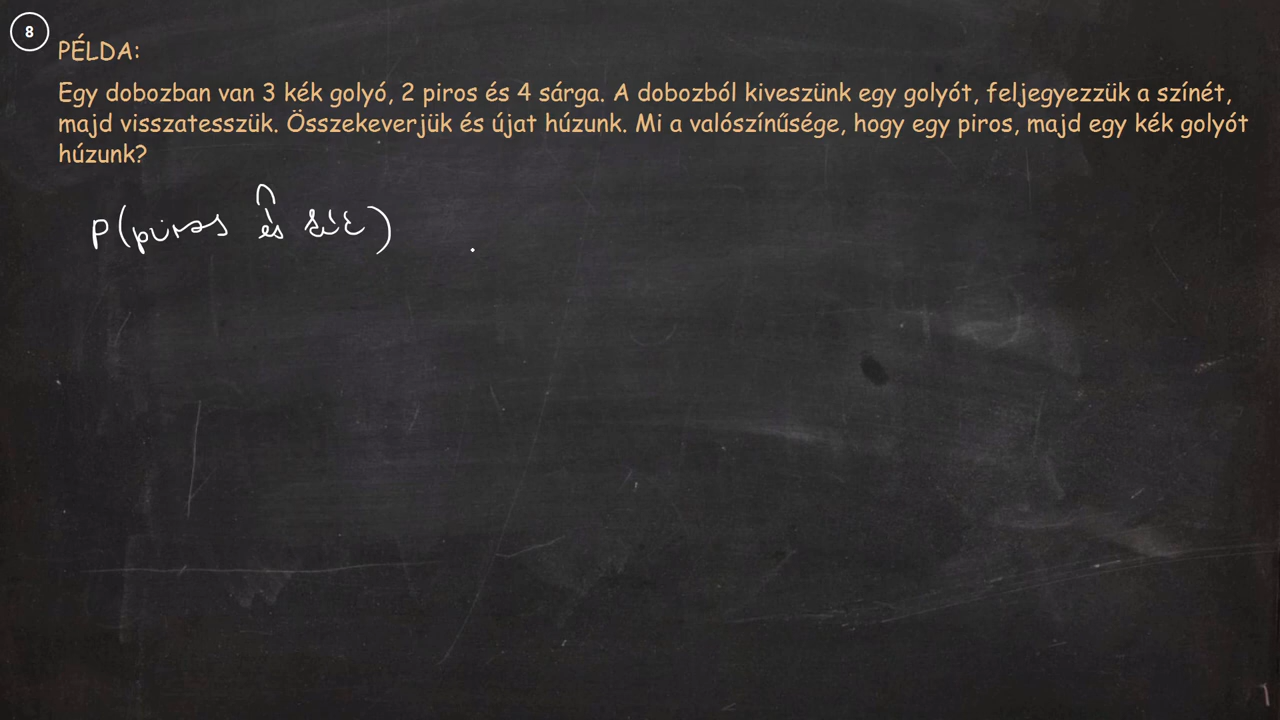 8
PÉLDA:
Egy dobozban van 3 kék golyó, 2 piros és 4 sárga. A dobozból kiveszünk egy golyót, feljegyezzük a színét,
majd visszatesszük. Összekeverjük és újat húzunk. Mi a valószínűsége, hogy egy piros, majd egy kék golyót
húzunk?
∩
P(piros és kék)